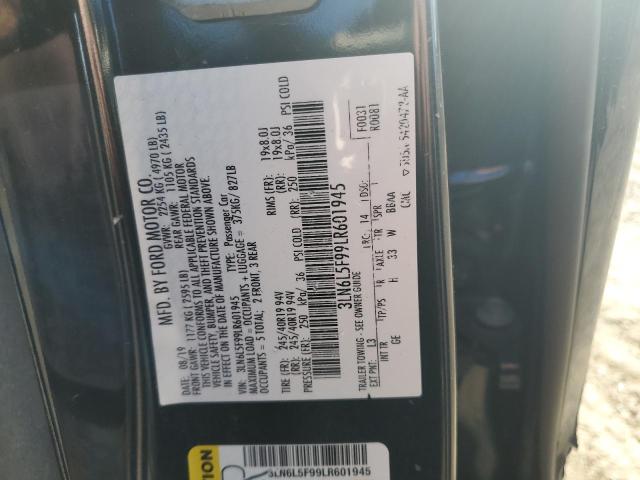 MFD. BY FORD MOTOR CO.
DATE: 08/19 GVWR: 2254 KG ( 4970 LB)
FRONT GAWR: 1177 KG ( 2595 LB) REAR GAWR: 1105 KG ( 2435 LB)
THIS VEHICLE CONFORMS TO ALL APPLICABLE FEDERAL MOTOR
VEHICLE SAFETY, BUMPER, AND THEFT PREVENTION STANDARDS
IN EFFECT ON THE DATE OF MANUFACTURE SHOWN ABOVE.
VIN: 3LN6L5F99LR601945 TYPE: Passenger Car
MAXIMUM LOAD = OCCUPANTS + LUGGAGE = 375KG/ 827LB
OCCUPANTS = 5 TOTAL; 2 FRONT, 3 REAR
TIRE (FR): 245/40R19 94V RIMS (FR): 19x8.0J
(RR): 245/40R19 94V (RR): 19x8.0J
PRESSURE (FR): 250 kPa/ 36 PSI COLD (RR): 250 kPa/ 36 PSI COLD
3LN6L5F99LR601945
TRAILER TOWING - SEE OWNER GUIDE F0031
EXT PNT: L3 14 DSO: R0081
INT TR TP/PS R AXLE TR SPR
GE H 33 W BBAA
3LN6L5F99LR601945